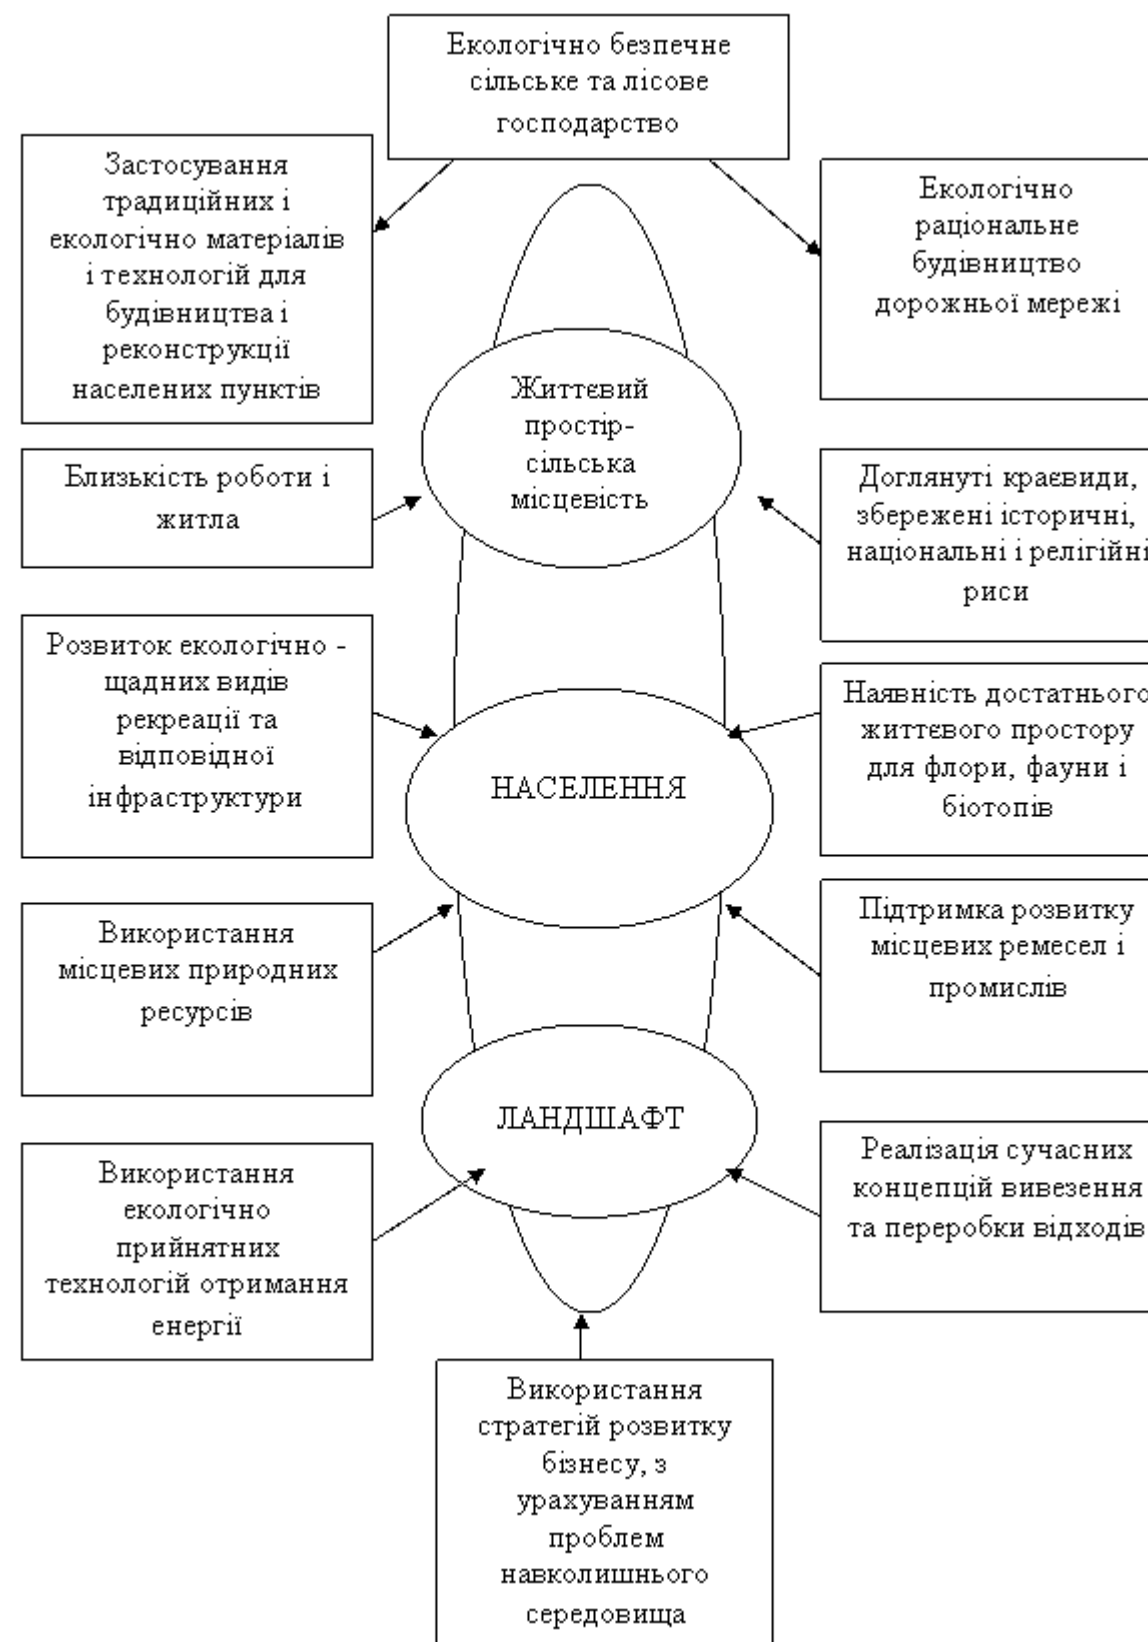 Екологічно безпечне
сільське та лісове
господарство
Застосування
традиційних і
екологічно матеріалів
і технологій для
будівництва і
реконструкції
населених пунктів
Екологічно
раціональне
будівництво
дорожньої мережі
Життєвий
простір-
сільська
місцевість
Близькість роботи і
житла
Доглянуті краєвиди,
збережені історичні,
національні і релігійні
риси
Розвиток екологічно -
щадних видів
рекреації та
відповідної
інфраструктури
НАСЕЛЕННЯ
Наявність достатнього
життєвого простору
для флори, фауни і
біотопів
Використання
місцевих природних
ресурсів
Підтримка розвитку
місцевих ремесел і
промислів
ЛАНДШАФТ
Використання
екологічно
прийнятних
технологій отримання
енергії
Реалізація сучасних
концепцій вивезення
та переробки відходів
Використання
стратегій розвитку
бізнесу, з
урахуванням
проблем
навколишнього
середовища